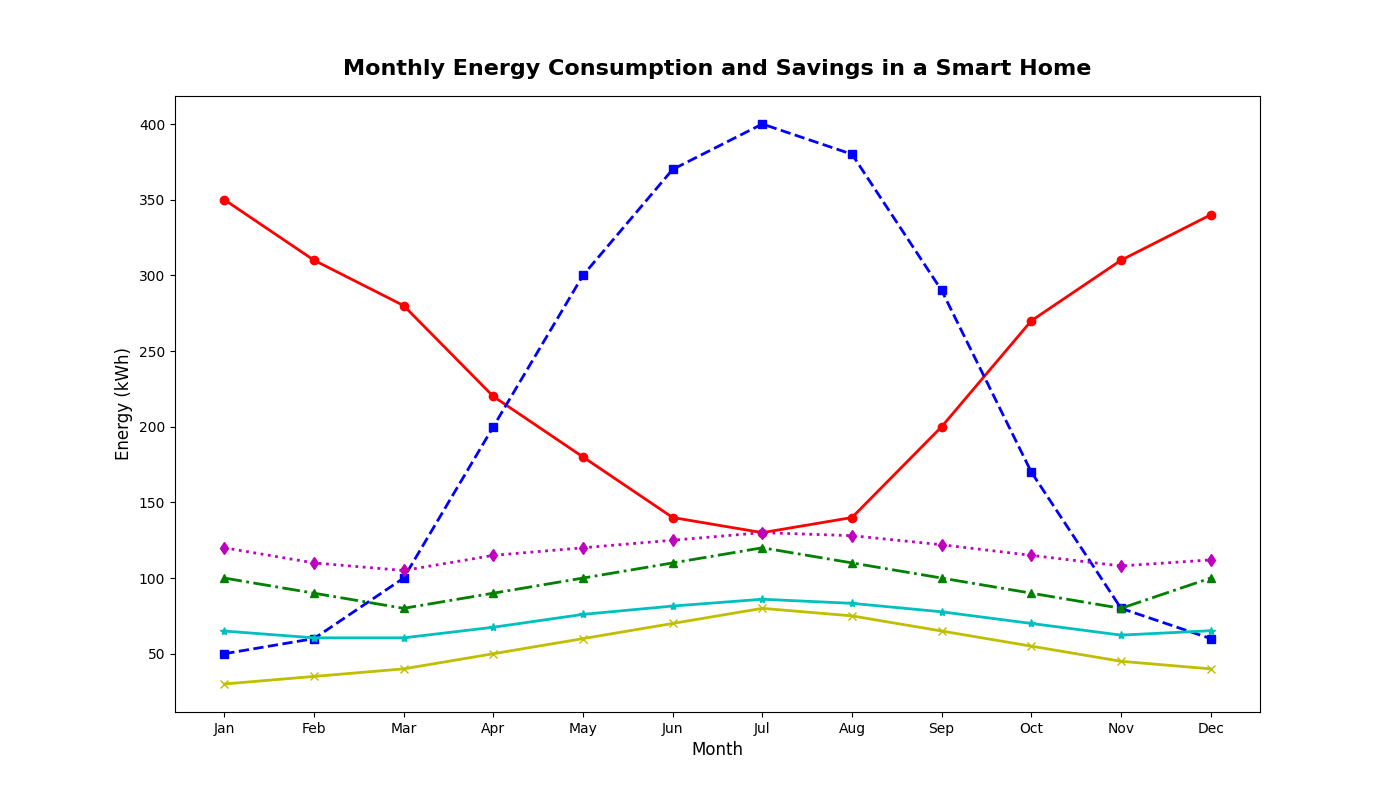 Monthly Energy Consumption and Savings in a Smart Home
400
350
300
250
200
150
100
50
Energy (kWh)
Jan Feb Mar Apr May Jun Jul Aug Sep Oct Nov Dec
Month